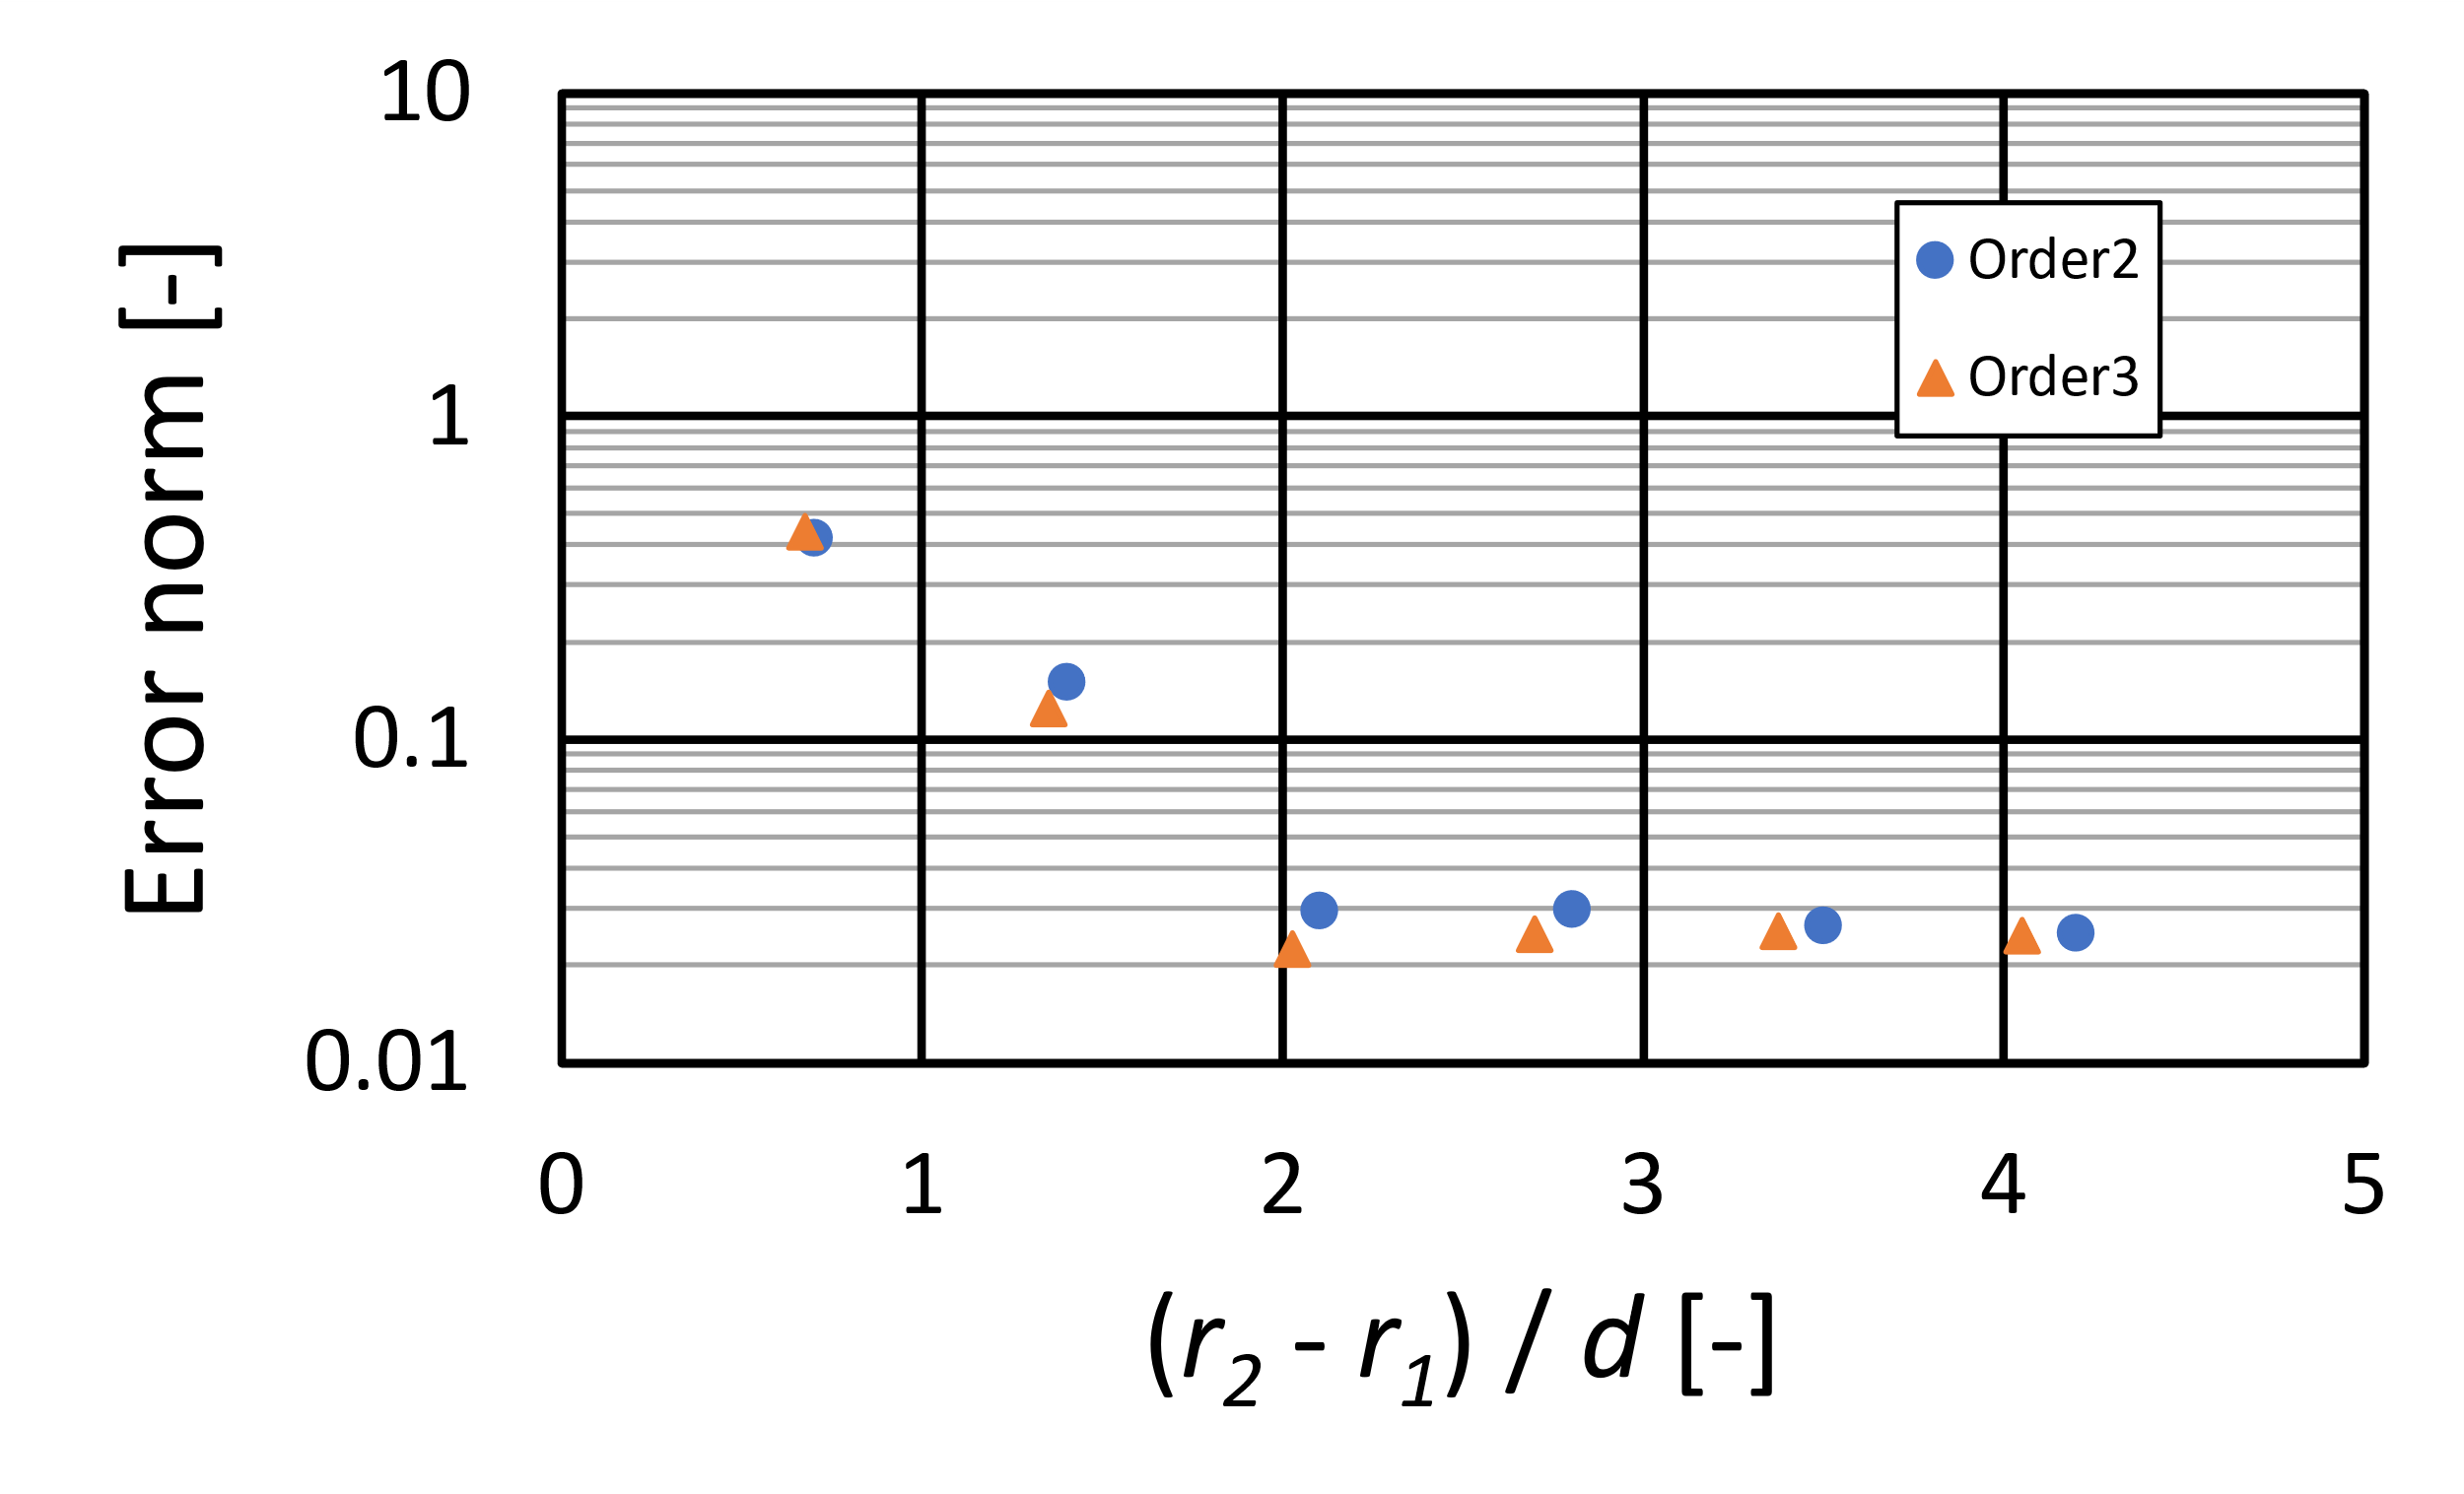 10
1
0.1
0.01
Error norm [-]
Order2
Order3
0 1 2 3 4 5
(r2 - r1) / d [-]